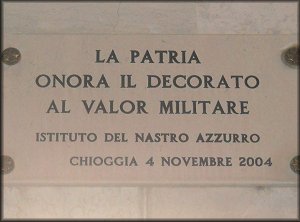 LA PATRIA
ONORA IL DECORATO
AL VALOR MILITARE
ISTITUTO DEL NASTRO AZZURRO
CHIOGGIA 4 NOVEMBRE 2004